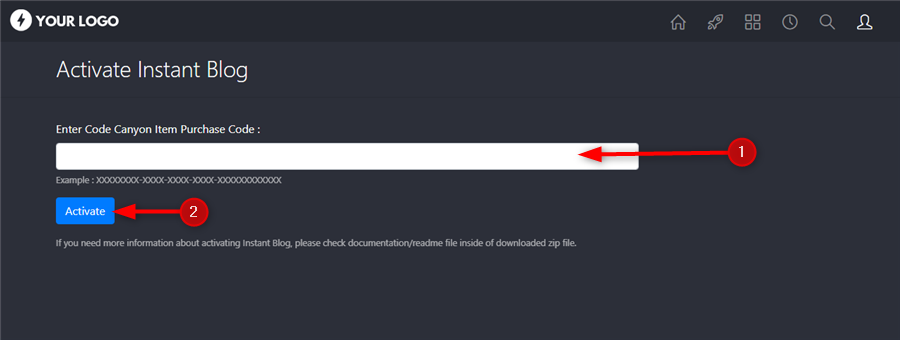 YOUR LOGO
Activate Instant Blog
Enter Code Canyon Item Purchase Code :
1
Example : XXXXXXXX-XXXX-XXXX-XXXX-XXXXXXXXXXXX
Activate
2
If you need more information about activating Instant Blog, please check documentation/readme file inside of downloaded zip file.